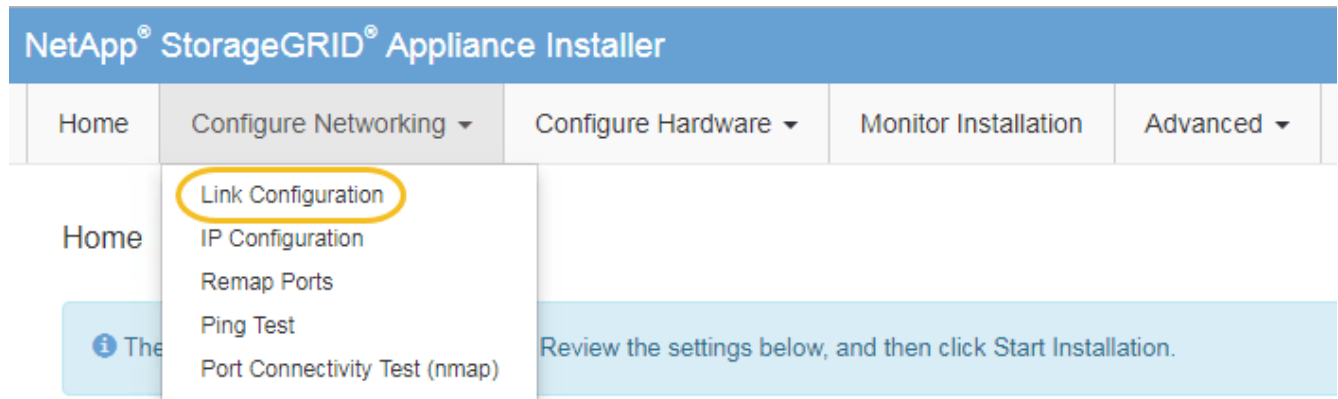 NetApp® StorageGRID® Appliance Installer
Home Configure Networking Configure Hardware Monitor Installation Advanced
Link Configuration
Home
IP Configuration
Remap Ports
Ping Test
The Review the settings below, and then click Start Installation.
Port Connectivity Test (nmap)